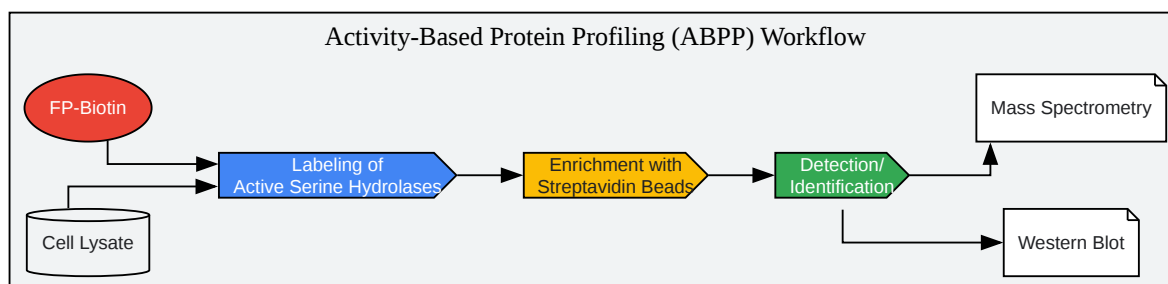 Activity-Based Protein Profiling (ABPP) Workflow
FP-Biotin
Cell Lysate
Labeling of
Active Serine Hydrolases
Enrichment with
Streptavidin Beads
Detection/
Identification
Mass Spectrometry
Western Blot